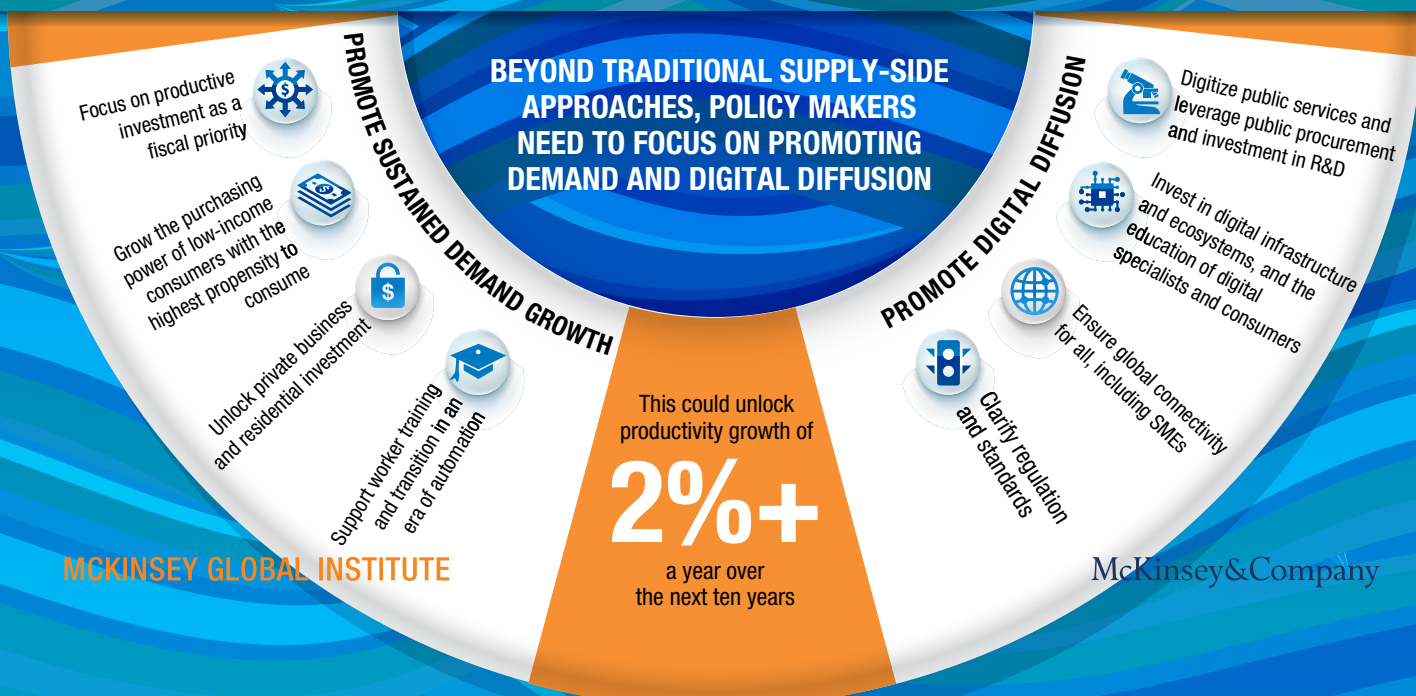 BEYOND TRADITIONAL SUPPLY-SIDE
APPROACHES, POLICY MAKERS
NEED TO FOCUS ON PROMOTING
DEMAND AND DIGITAL DIFFUSION
PROMOTE SUSTAINED DEMAND GROWTH
Focus on productive
investment as a
fiscal priority
$
Grow the purchasing
power of low-income
consumers with the
highest propensity to
consume
$
Unlock private business
and residential investment
$
Support worker training
and transition in an
era of automation
This could unlock
productivity growth of
2%+
a year over
the next ten years
PROMOTE DIGITAL DIFFUSION
Digitize public services and
leverage public procurement
and investment in R&D
Invest in digital infrastructure
and ecosystems, and the
education of digital
specialists and consumers
Ensure global connectivity
for all, including SMEs
Clarify regulation
and standards
MCKINSEY GLOBAL INSTITUTE
McKinsey&Company